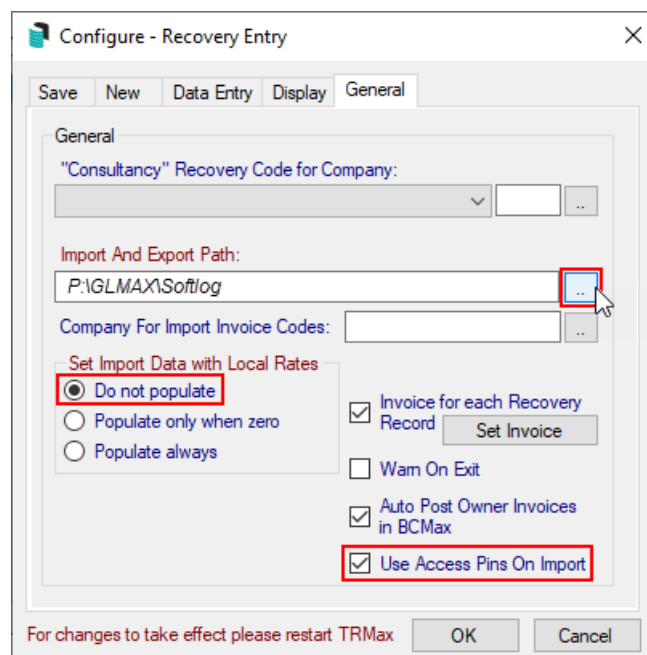 Configure - Recovery Entry
Save New Data Entry Display General
General
"Consultancy" Recovery Code for Company:
..
Import And Export Path:
P:\GLMAX\Softlog
..
Company For Import Invoice Codes:
..
Set Import Data with Local Rates
Do not populate
Populate only when zero
Populate always
Invoice for each Recovery
Record
Set Invoice
Warn On Exit
Auto Post Owner Invoices
in BCMax
Use Access Pins On Import
For changes to take effect please restart TRMax
OK
Cancel